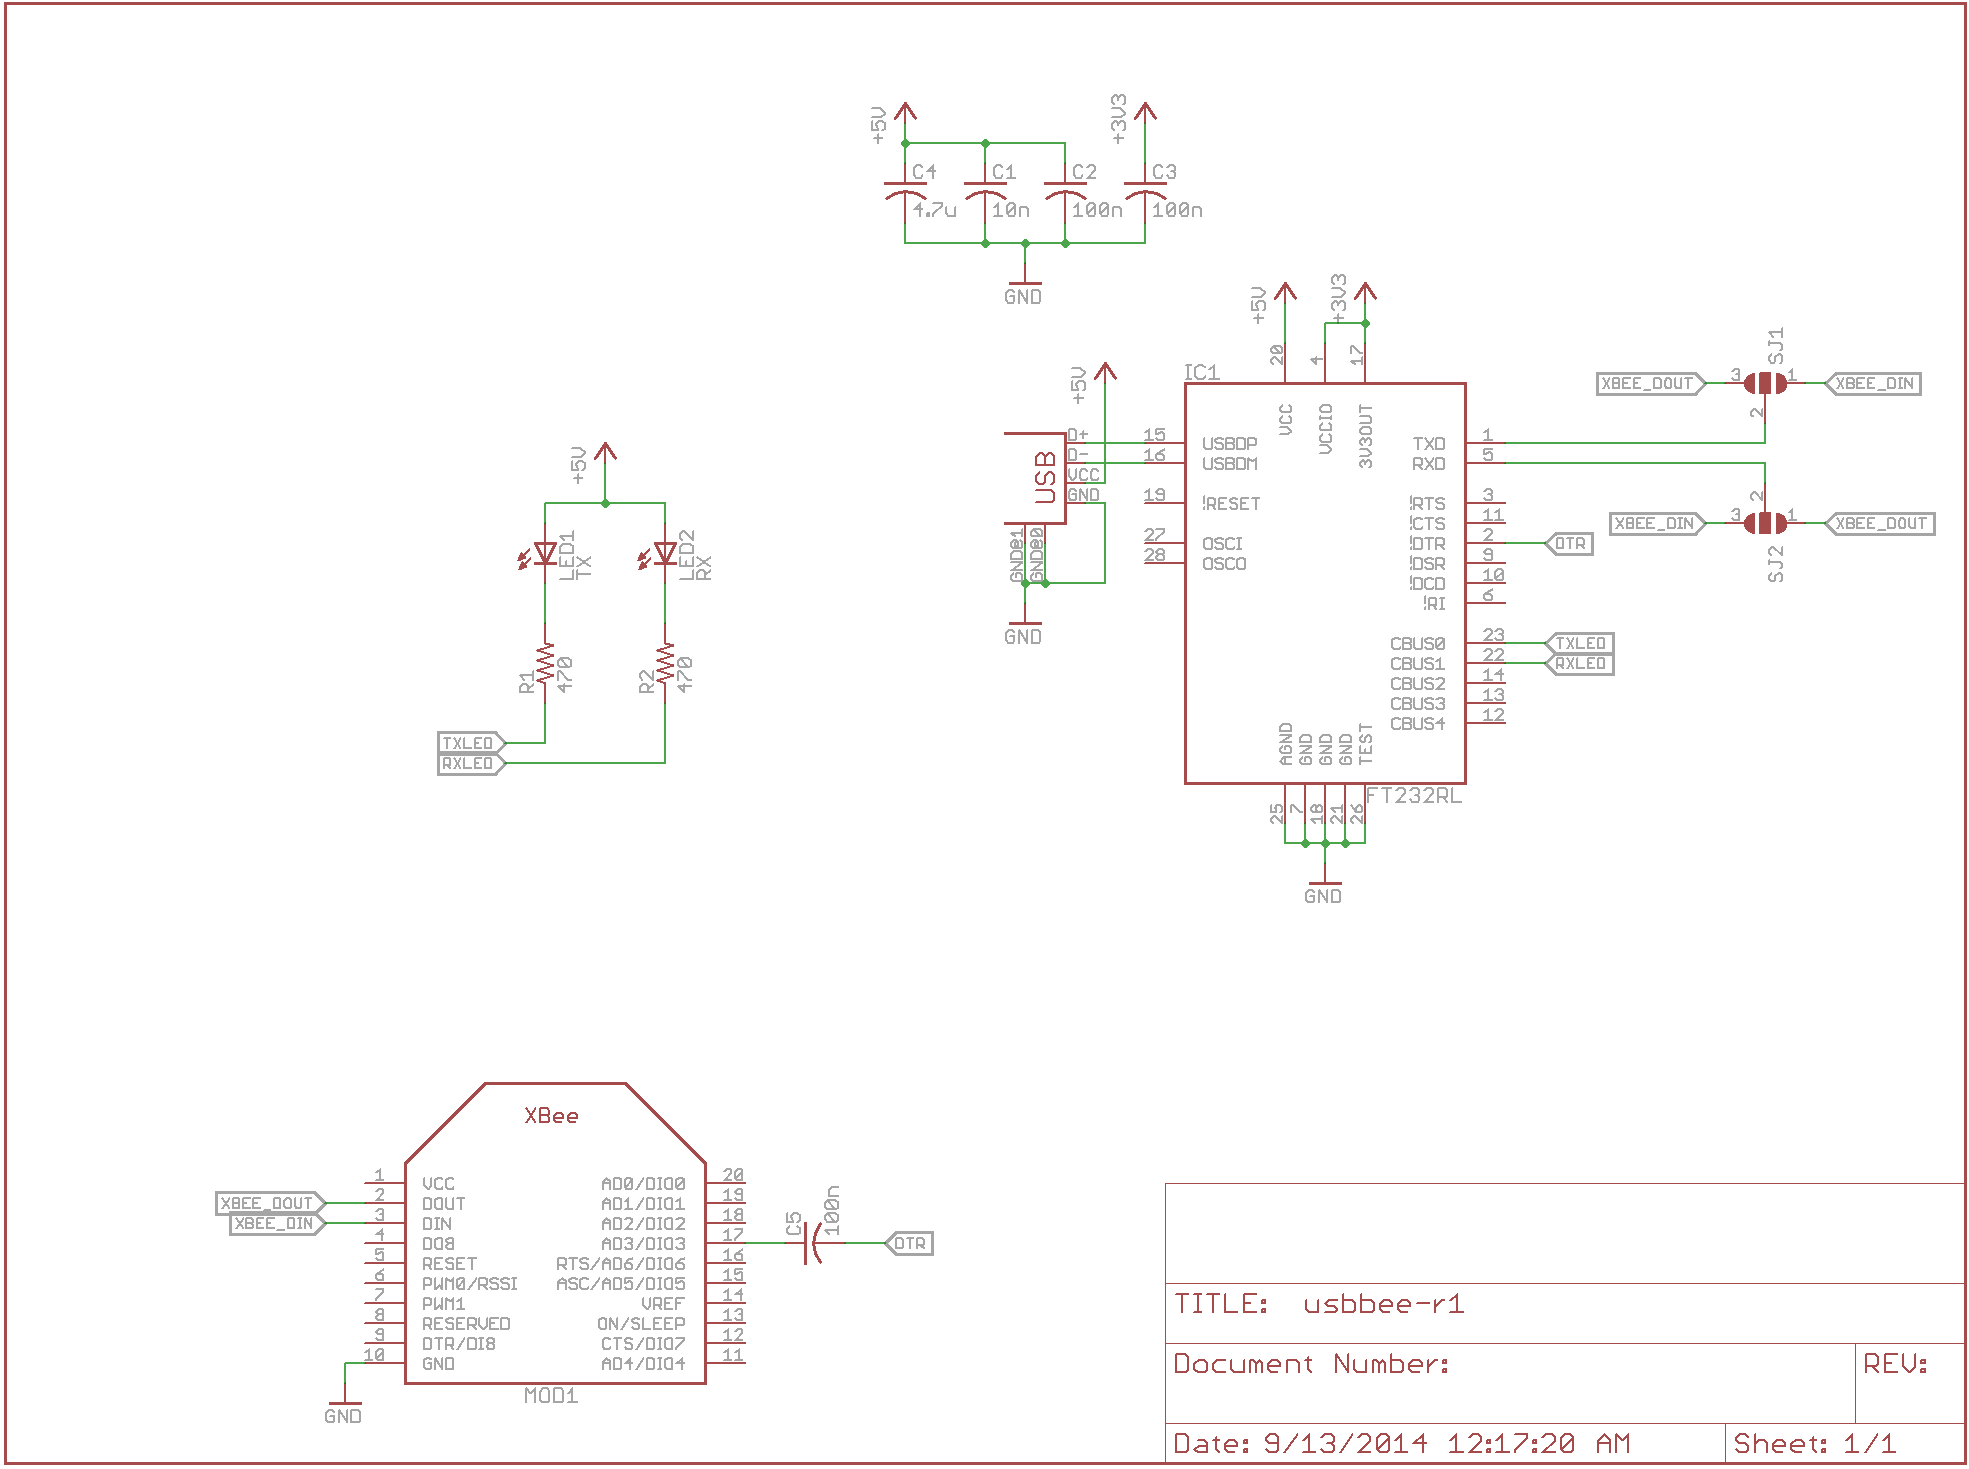 +5V
+3V3
C4
C1
C2
C3
4.7u
10n
100n
100n
GND
+5V
+3V3
20
4
17
IC1
VCC
VCCIO
3V3OUT
15
USBDP
16
USBDM
19
!RESET
27
OSCI
28
OSCO
TXD
1
RXD
5
!RTS
3
!CTS
11
!DTR
2
!DSR
9
!DCD
10
!RI
6
CBUS0
23
CBUS1
22
CBUS2
14
CBUS3
13
CBUS4
12
AGND
GND
GND
GND
TEST
25
7
18
21
26
FT232RL
GND
DTR
TXLED
RXLED
SJ1
XBEE_DOUT
3
1
XBEE_DIN
2
2
XBEE_DIN
3
1
XBEE_DOUT
SJ2
+5V
USB
D+
D-
VCC
GND
GND@1
GND@0
GND
+5V
LED1
TX
LED2
RX
R1
470
R2
470
TXLED
RXLED
XBee
1
VCC
2
DOUT
3
DIN
4
DO8
5
RESET
6
PWM0/RSSI
7
PWM1
8
RESERVED
9
DTR/DI8
10
GND
AD0/DIO0
20
AD1/DIO1
19
AD2/DIO2
18
AD3/DIO3
17
RTS/AD6/DIO6
16
ASC/AD5/DIO5
15
VREF
14
ON/SLEEP
13
CTS/DIO7
12
AD4/DIO4
11
XBEE_DOUT
XBEE_DIN
GND
MOD1
C5
100n
DTR
TITLE: usbbee-r1
Document Number:
REV:
Date: 9/13/2014 12:17:20 AM
Sheet: 1/1